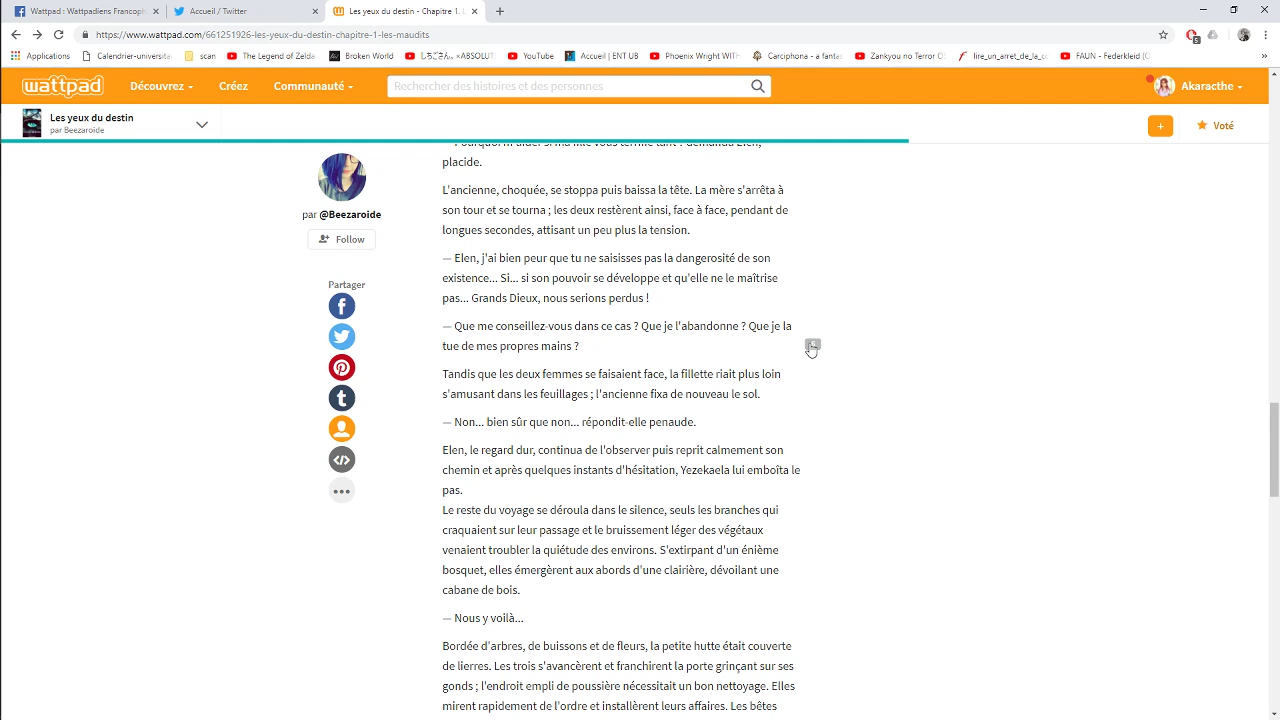 Wattpad : Wattpadiens Francoph
Accueil / Twitter
Les yeux du destin - Chapitre 1. L
https://www.wattpad.com/661251926-les-yeux-du-destin-chapitre-1-les-maudits
Applications
Calendrier-universitai
scan
The Legend of Zelda
Broken World
しちごさん。×ABSOLUT
YouTube
Accueil | ENT UB
Phoenix Wright WITH
Carciphona - a fantas
Zankyou no Terror OS
lire_un_arret_de_la_cc
FAUN - Federkleid (O
»
wattpad
Découvrez
Créez
Communauté
Rechercher des histoires et des personnes
Akaracthe
Les yeux du destin
par Beezaroide
+
Voté
par @Beezaroide
Follow
Partager
placide.
L'ancienne, choquée, se stoppa puis baissa la tête. La mère s'arrêta à
son tour et se tourna ; les deux restèrent ainsi, face à face, pendant de
longues secondes, attisant un peu plus la tension.
— Elen, j'ai bien peur que tu ne saisisses pas la dangerosité de son
existence... Si... si son pouvoir se développe et qu'elle ne le maîtrise
pas... Grands Dieux, nous serions perdus !
— Que me conseillez-vous dans ce cas ? Que je l'abandonne ? Que je la
tue de mes propres mains ?
Tandis que les deux femmes se faisaient face, la fillette riait plus loin
s'amusant dans les feuillages ; l'ancienne fixa de nouveau le sol.
— Non... bien sûr que non... répondit-elle penaude.
Elen, le regard dur, continua de l'observer puis reprit calmement son
chemin et après quelques instants d'hésitation, Yezekaela lui emboîta le
pas.
Le reste du voyage se déroula dans le silence, seuls les branches qui
craquaient sur leur passage et le bruissement léger des végétaux
venaient troubler la quiétude des environs. S'extirpant d'un énième
bosquet, elles émergèrent aux abords d'une clairière, dévoilant une
cabane de bois.
— Nous y voilà...
Bordée d'arbres, de buissons et de fleurs, la petite hutte était couverte
de lierres. Les trois s'avancèrent et franchirent la porte grinçant sur ses
gonds ; l'endroit empli de poussière nécessitait un bon nettoyage. Elles
mirent rapidement de l'ordre et installèrent leurs affaires. Les bêtes